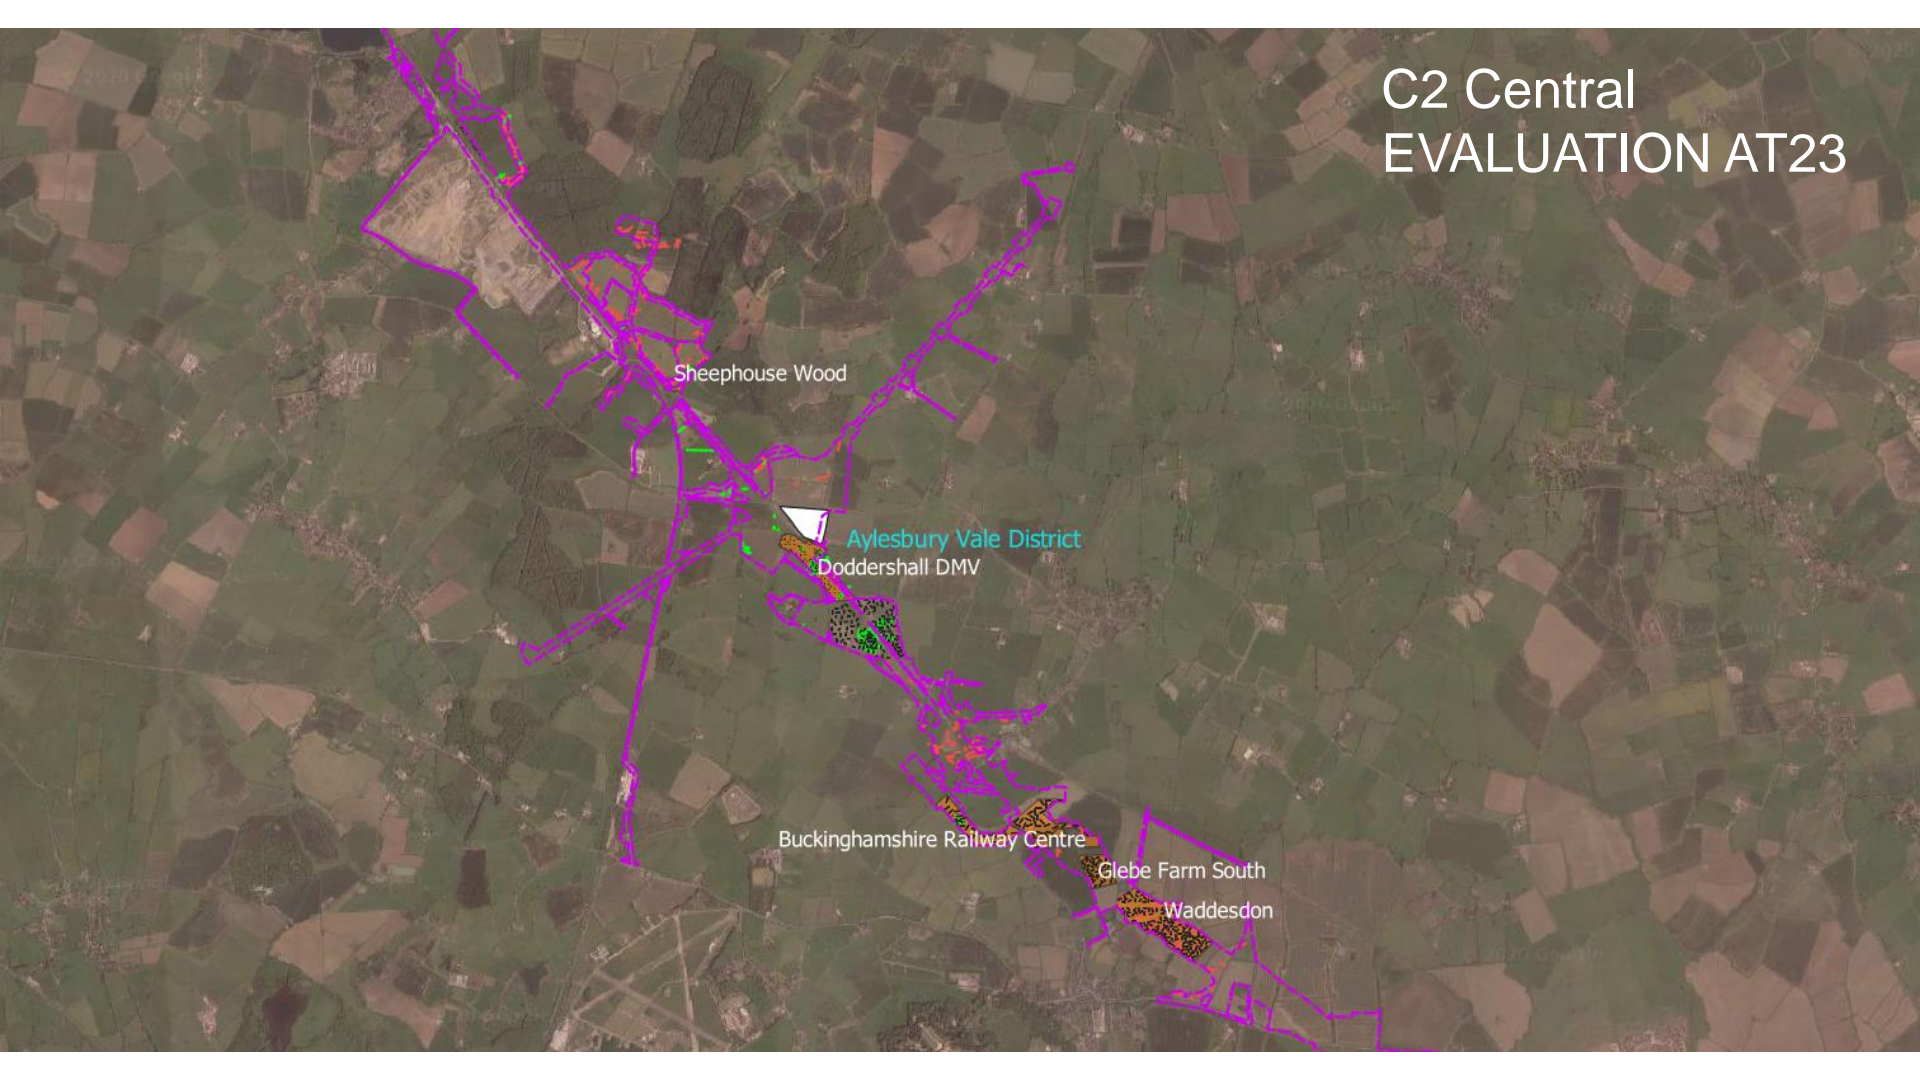 C2 Central
EVALUATION AT23
Sheephouse Wood
Aylesbury Vale District
Doddershall DMV
Buckinghamshire Railway Centre
Glebe Farm South
Waddesdon